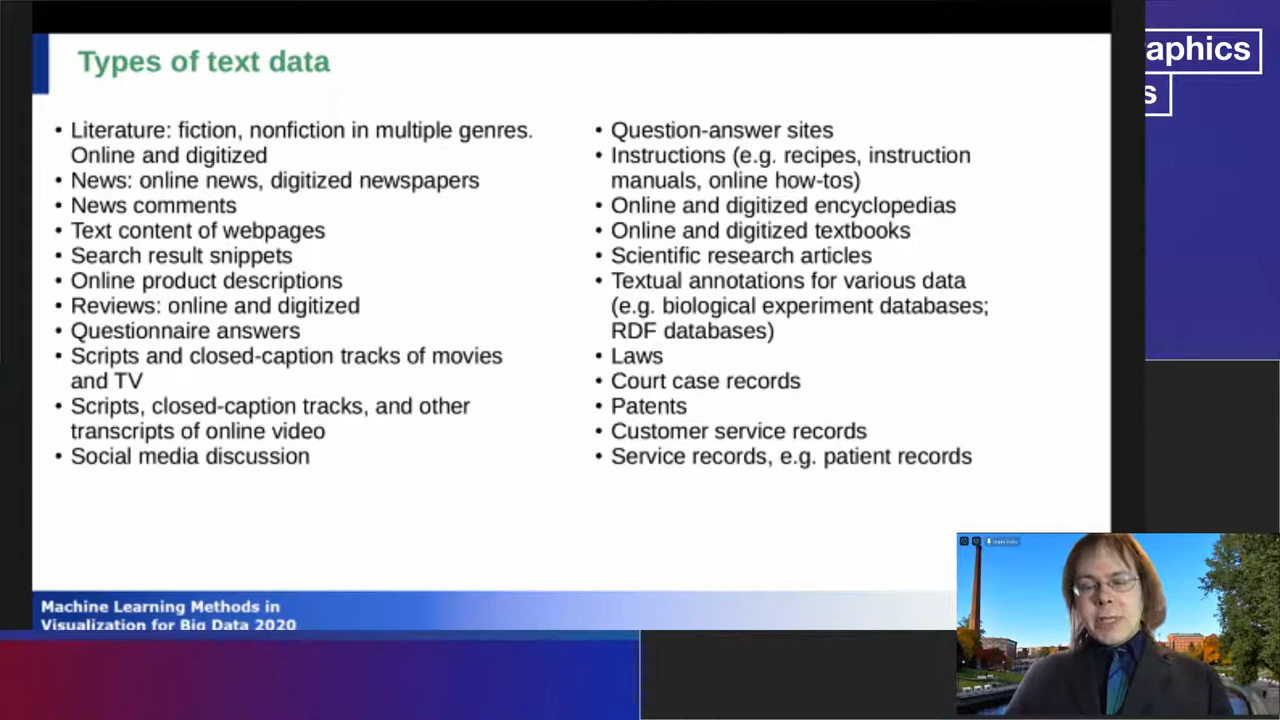 Types of text data
• Literature: fiction, nonfiction in multiple genres.
Online and digitized
• News: online news, digitized newspapers
• News comments
• Text content of webpages
• Search result snippets
• Online product descriptions
• Reviews: online and digitized
• Questionnaire answers
• Scripts and closed-caption tracks of movies
and TV
• Scripts, closed-caption tracks, and other
transcripts of online video
• Social media discussion
• Question-answer sites
• Instructions (e.g. recipes, instruction
manuals, online how-tos)
• Online and digitized encyclopedias
• Online and digitized textbooks
• Scientific research articles
• Textual annotations for various data
(e.g. biological experiment databases;
RDF databases)
• Laws
• Court case records
• Patents
• Customer service records
• Service records, e.g. patient records
Machine Learning Methods in
Visualization for Big Data 2020
aphics
s